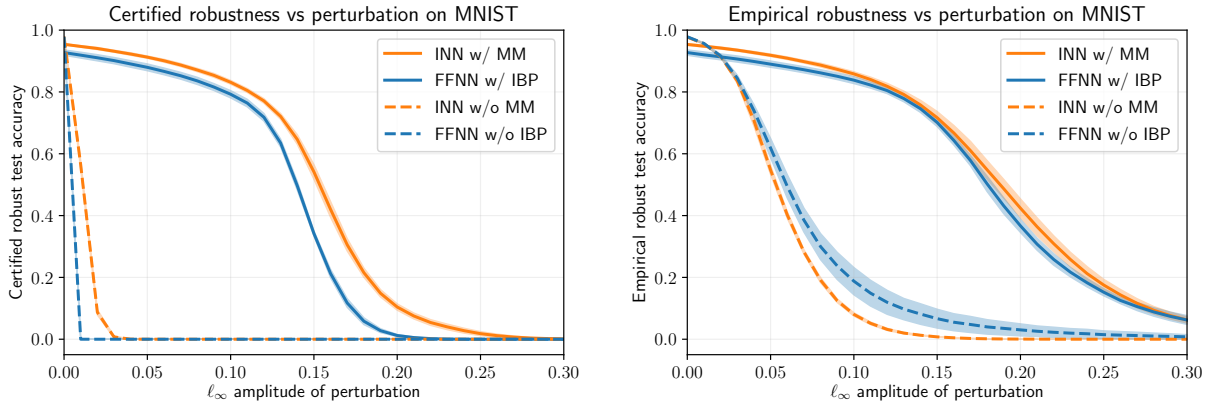 Certified robustness vs perturbation on MNIST
1.0
0.8
0.6
0.4
0.2
0.0
Certified robust test accuracy
INN w/ MM
FFNN w/ IBP
INN w/o MM
FFNN w/o IBP
0.00 0.05 0.10 0.15 0.20 0.25 0.30
ℓ∞ amplitude of perturbation
Empirical robustness vs perturbation on MNIST
1.0
0.8
0.6
0.4
0.2
0.0
Empirical robust test accuracy
INN w/ MM
FFNN w/ IBP
INN w/o MM
FFNN w/o IBP
0.00 0.05 0.10 0.15 0.20 0.25 0.30
ℓ∞ amplitude of perturbation